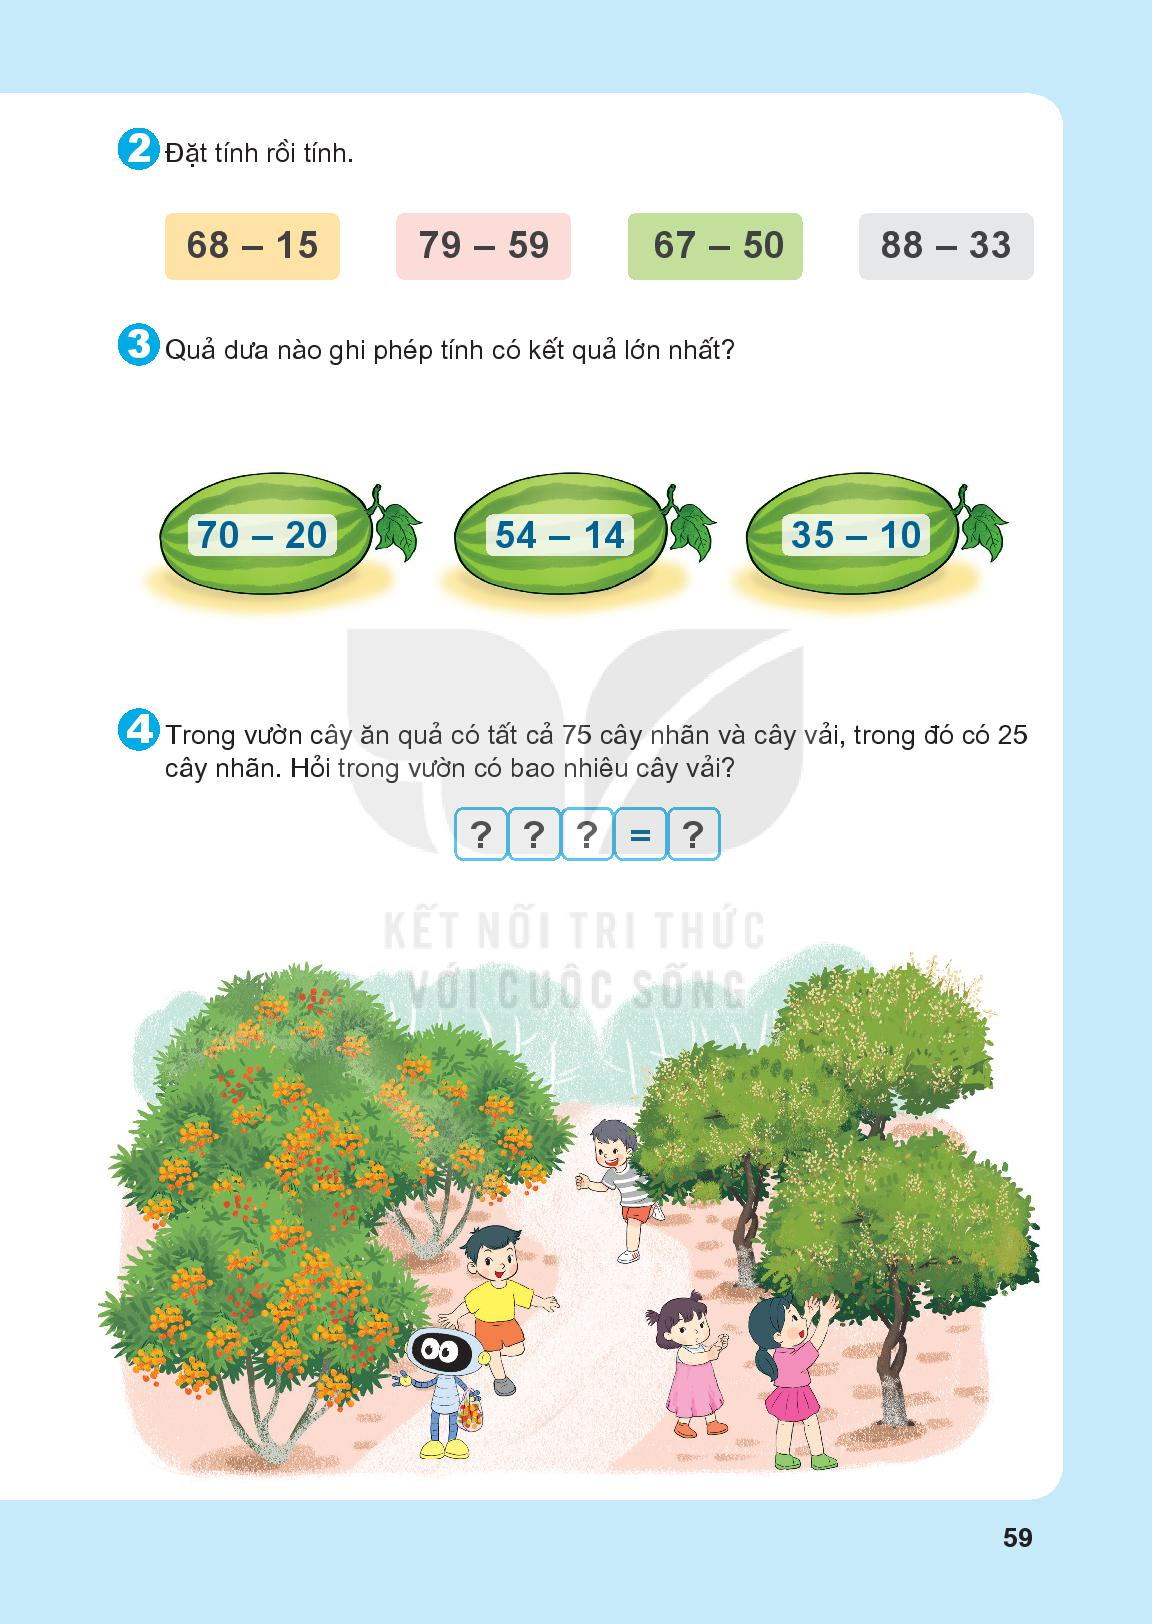 2 Đặt tính rồi tính.
68 – 15 79 – 59 67 – 50 88 – 33
3 Quả dưa nào ghi phép tính có kết quả lớn nhất?
70 – 20 54 – 14 35 – 10
4 Trong vườn cây ăn quả có tất cả 75 cây nhãn và cây vải, trong đó có 25
cây nhãn. Hỏi trong vườn có bao nhiêu cây vải?
? ? ? = ?
KẾT NỐI TRI THỨC
VỚI CUỘC SỐNG
59